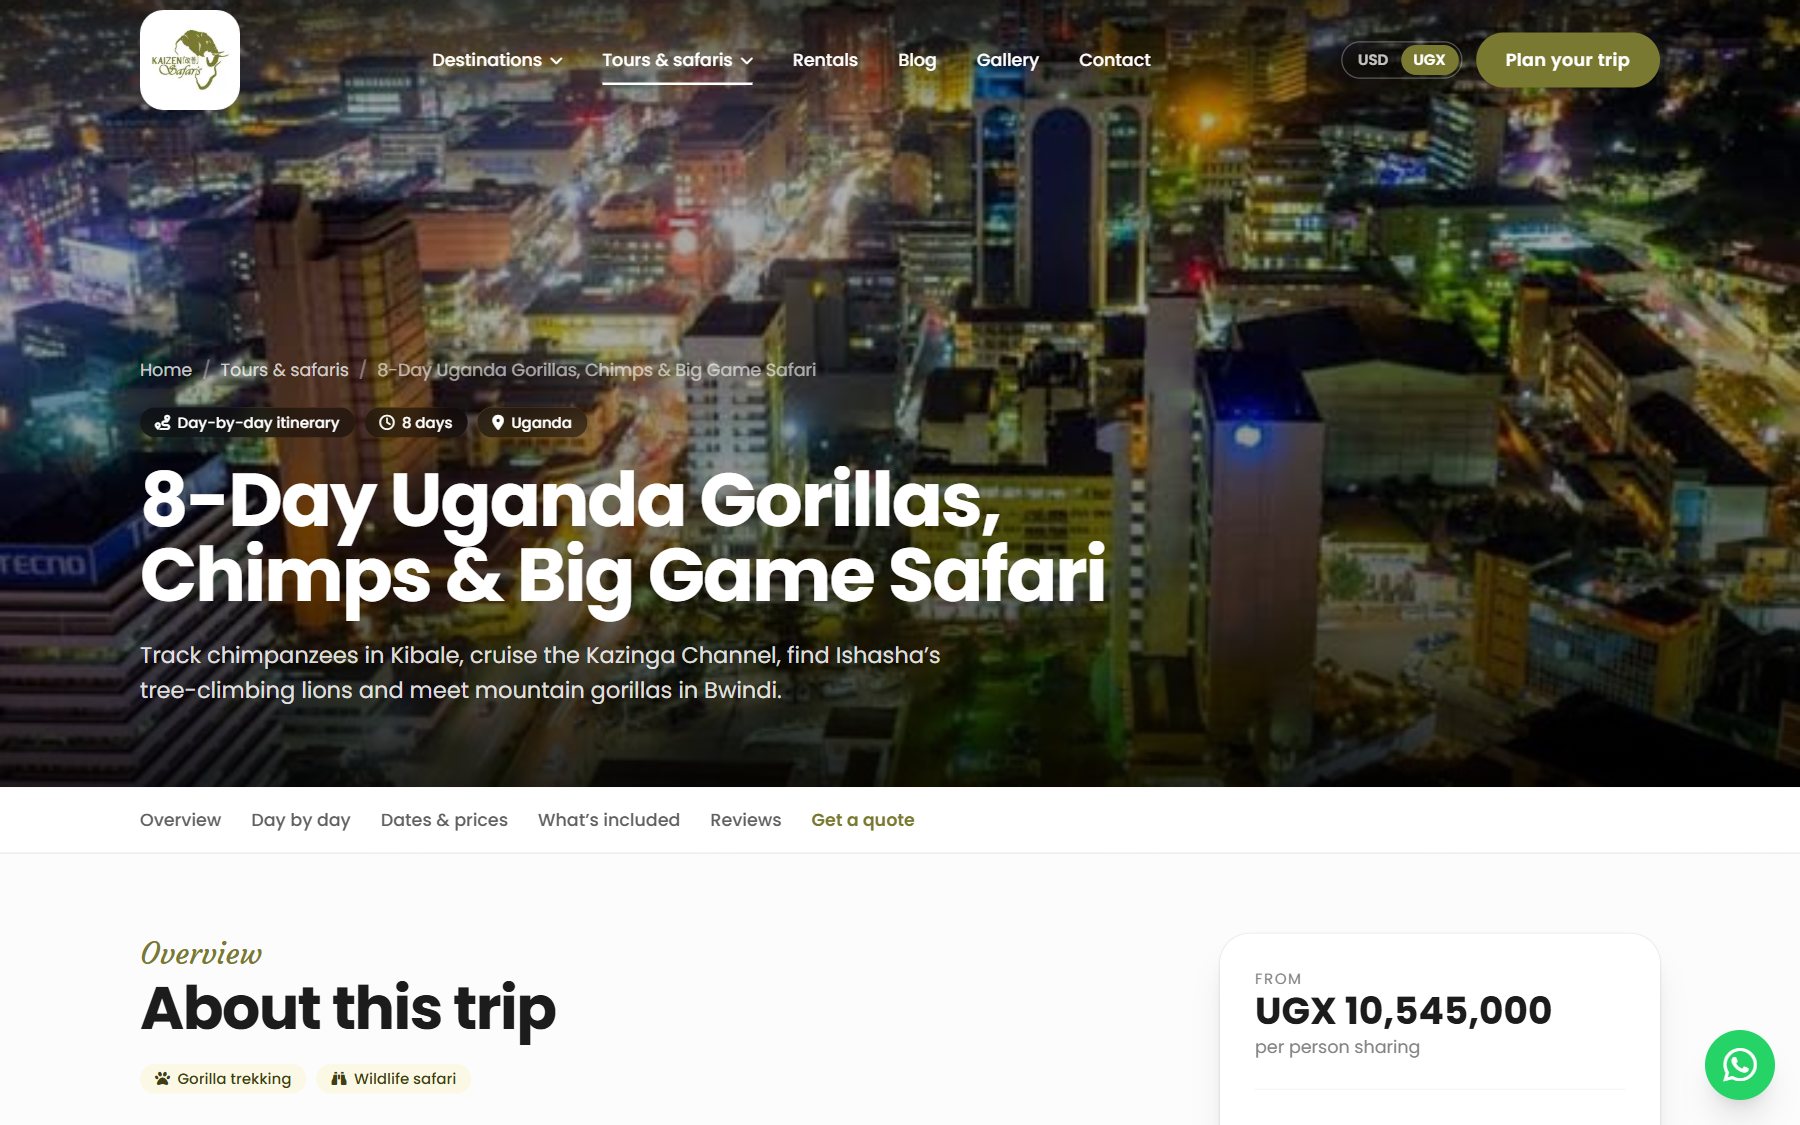 KAIZEN
Safari's
Destinations
Tours & safaris
Rentals
Blog
Gallery
Contact
USD
UGX
Plan your trip
Home / Tours & safaris / 8-Day Uganda Gorillas, Chimps & Big Game Safari
Day-by-day itinerary
8 days
Uganda
8-Day Uganda Gorillas,
Chimps & Big Game Safari
TECNO
Track chimpanzees in Kibale, cruise the Kazinga Channel, find Ishasha’s
tree-climbing lions and meet mountain gorillas in Bwindi.
Overview
Day by day
Dates & prices
What’s included
Reviews
Get a quote
Overview
About this trip
Gorilla trekking
Wildlife safari
FROM
UGX 10,545,000
per person sharing